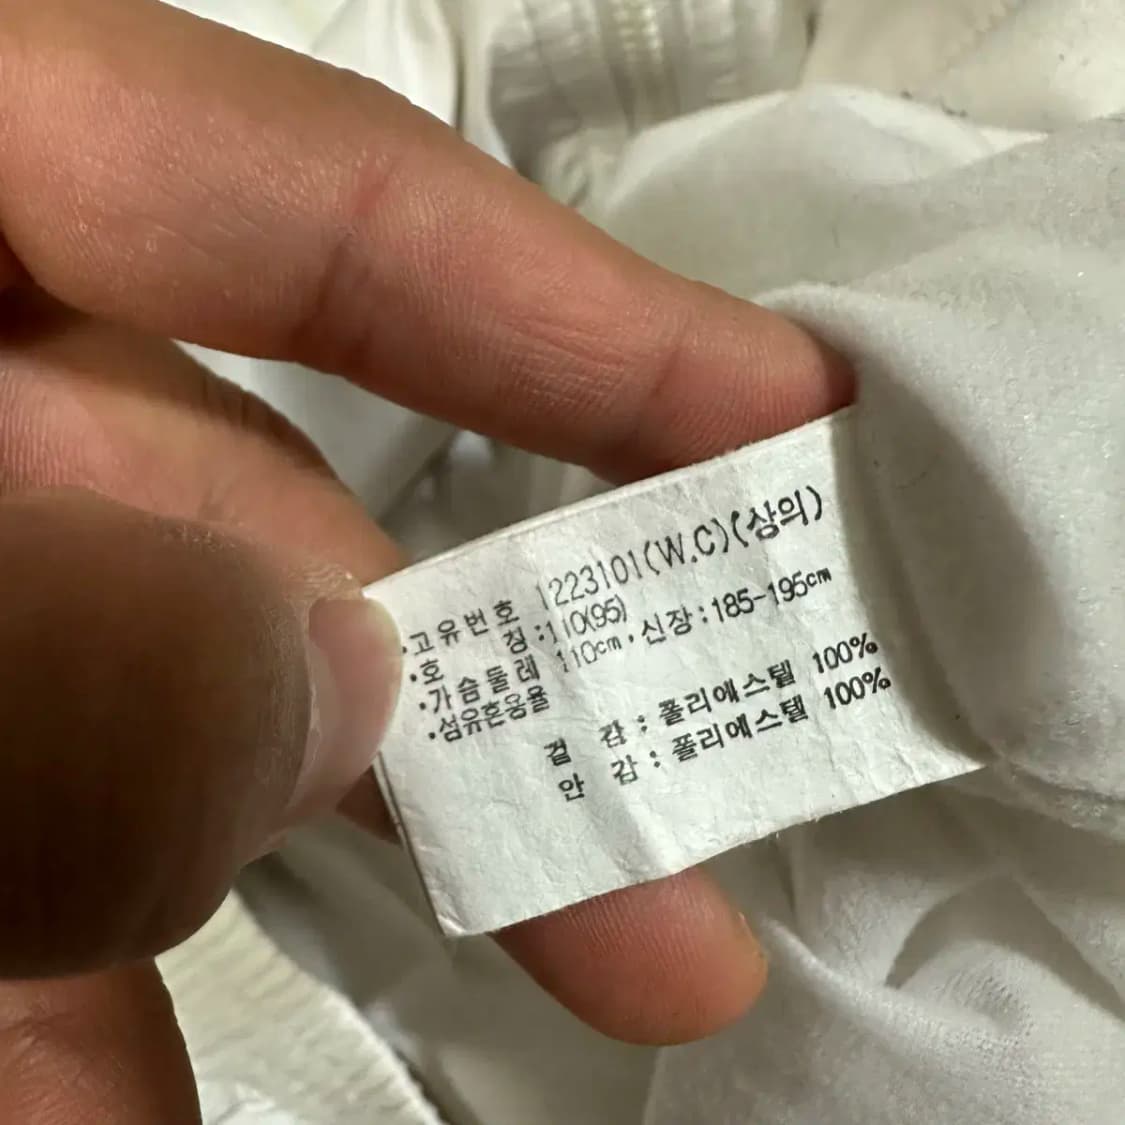 •고유번호 1223101(W.C)(상의)
•호 칭:110(95)
•가슴둘레 110cm, 신장:185-195cm
•섬유혼용율
겉 감 : 폴리에스텔 100%
안 감 : 폴리에스텔 100%